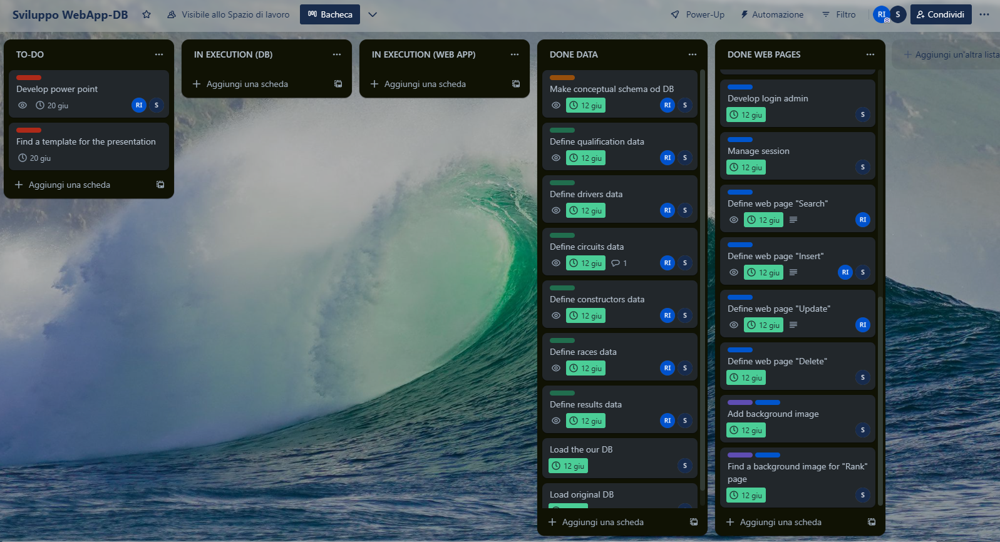 Sviluppo WebApp-DB
Visibile allo Spazio di lavoro
Bacheca
Power-Up
Automazione
Filtro
RI
S
Condividi
TO-DO
Develop power point
20 giu
RI
S
Find a template for the presentation
20 giu
Aggiungi una scheda
IN EXECUTION (DB)
Aggiungi una scheda
IN EXECUTION (WEB APP)
Aggiungi una scheda
DONE DATA
Make conceptual schema od DB
12 giu
RI
S
Define qualification data
12 giu
RI
S
Define drivers data
12 giu
RI
S
Define circuits data
12 giu
1
RI
S
Define constructors data
12 giu
RI
S
Define races data
12 giu
RI
S
Define results data
12 giu
RI
S
Load the our DB
12 giu
S
Load original DB
Aggiungi una scheda
DONE WEB PAGES
Develop login admin
12 giu
S
Manage session
12 giu
S
Define web page "Search"
12 giu
RI
Define web page "Insert"
12 giu
RI
S
Define web page "Update"
12 giu
RI
Define web page "Delete"
12 giu
S
Add background image
12 giu
S
Find a background image for "Rank"
page
12 giu
S
Aggiungi una scheda
Aggiungi un'altra lista